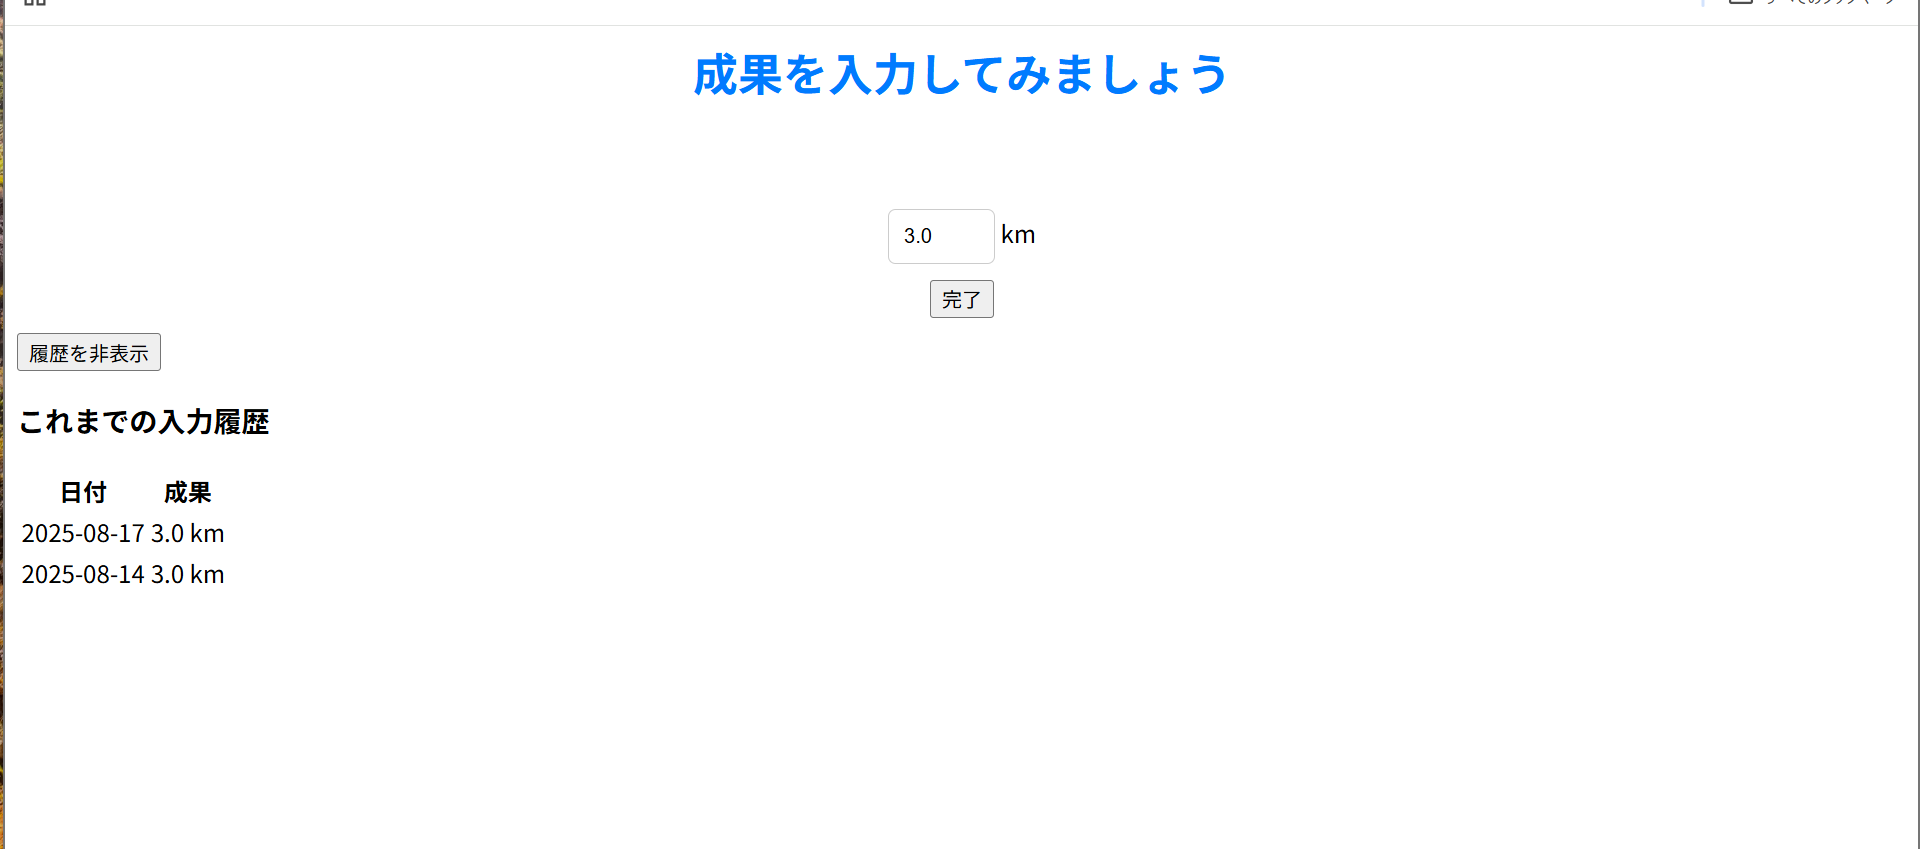 成果を入力してみましょう
3.0 km
完了
履歴を非表示
これまでの入力履歴
日付 成果
2025-08-17 3.0 km
2025-08-14 3.0 km